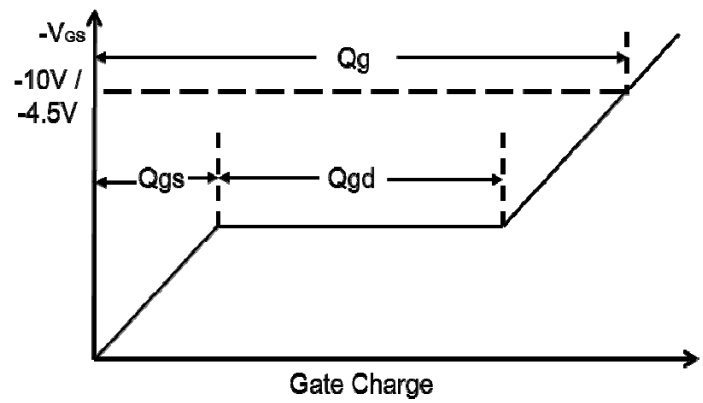 -VGS
Qg
-10V /
-4.5V
Qgs
Qgd
Gate Charge